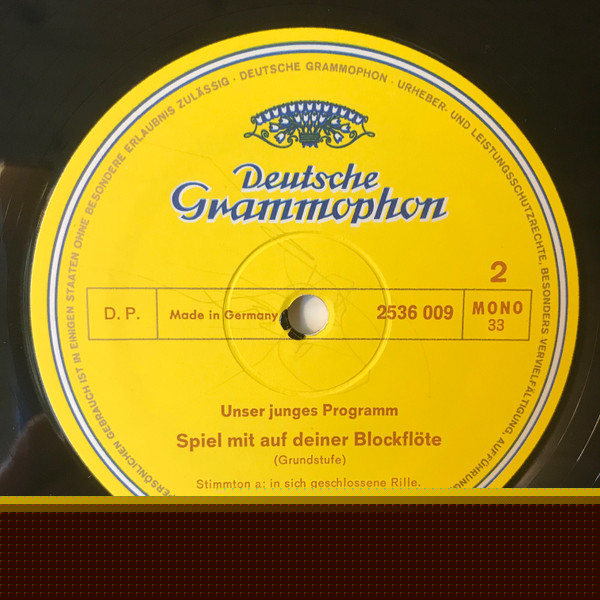 PERSÖNLICHEN GEBRAUCH IST IN EINIGEN STAATEN OHNE BESONDERE ERLAUBNIS ZULÄSSIG · DEUTSCHE GRAMMOPHON · URHEBER- UND LEISTUNGSSCHUTZRECHTE, BESONDERS VERVIELFÄLTIGUNG, AUFFÜHRUNG
Deutsche
Grammophon
2
D. P.
Made in Germany
2536 009
MONO
33
Unser junges Programm
Spiel mit auf deiner Blockflöte
(Grundstufe)
Stimmton a: in sich geschlossene Rille.